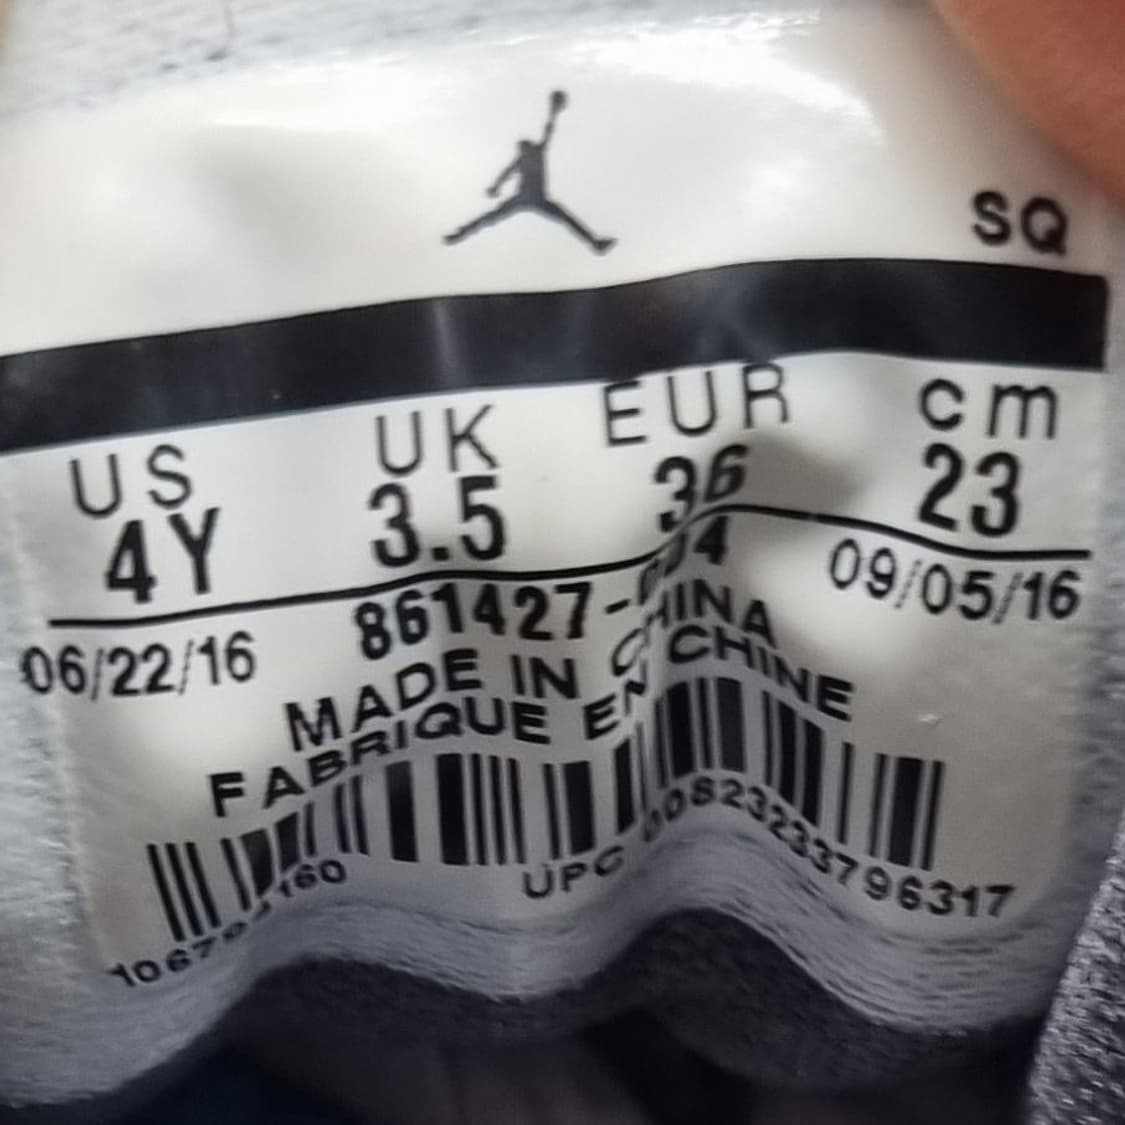 SQ
US UK EUR cm
4Y 3.5 36 23
06/22/16 861427-004 09/05/16
MADE IN CHINA
FABRIQUE EN CHINE
UPC